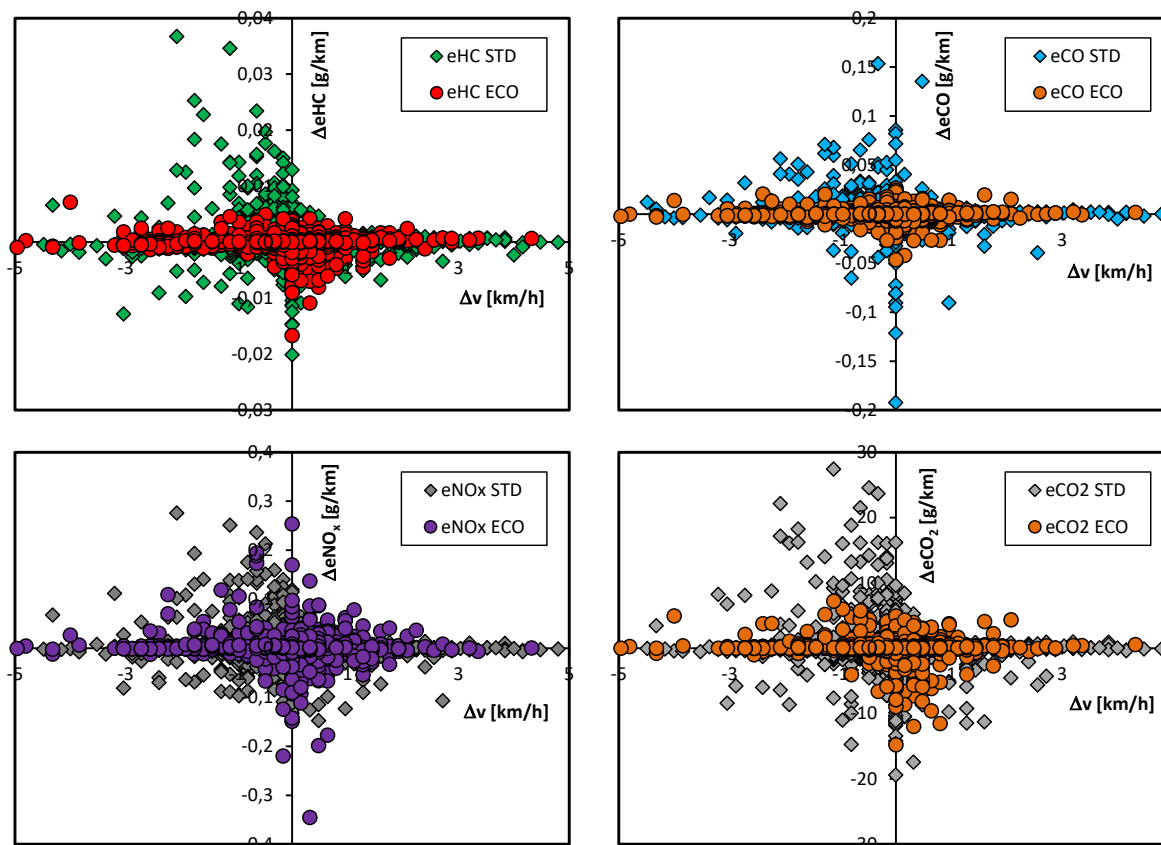 0,04
0,03
0,02
-0,01
-0,02
-0,03
-5
-3
3
5
ΔeHC [g/km]
Δv [km/h]
eHC STD
eHC ECO
0,2
0,15
0,1
0,05
-0,05
-0,1
-0,15
-0,2
-5
-3
-1
1
3
ΔeCO [g/km]
Δv [km/h]
eCO STD
eCO ECO
0,4
0,3
0,2
-0,2
-0,3
-0,4
-5
-3
3
5
ΔeNOx [g/km]
Δv [km/h]
eNOx STD
eNOx ECO
30
20
-10
-20
-30
-5
-3
-1
1
3
ΔeCO2 [g/km]
Δv [km/h]
eCO2 STD
eCO2 ECO